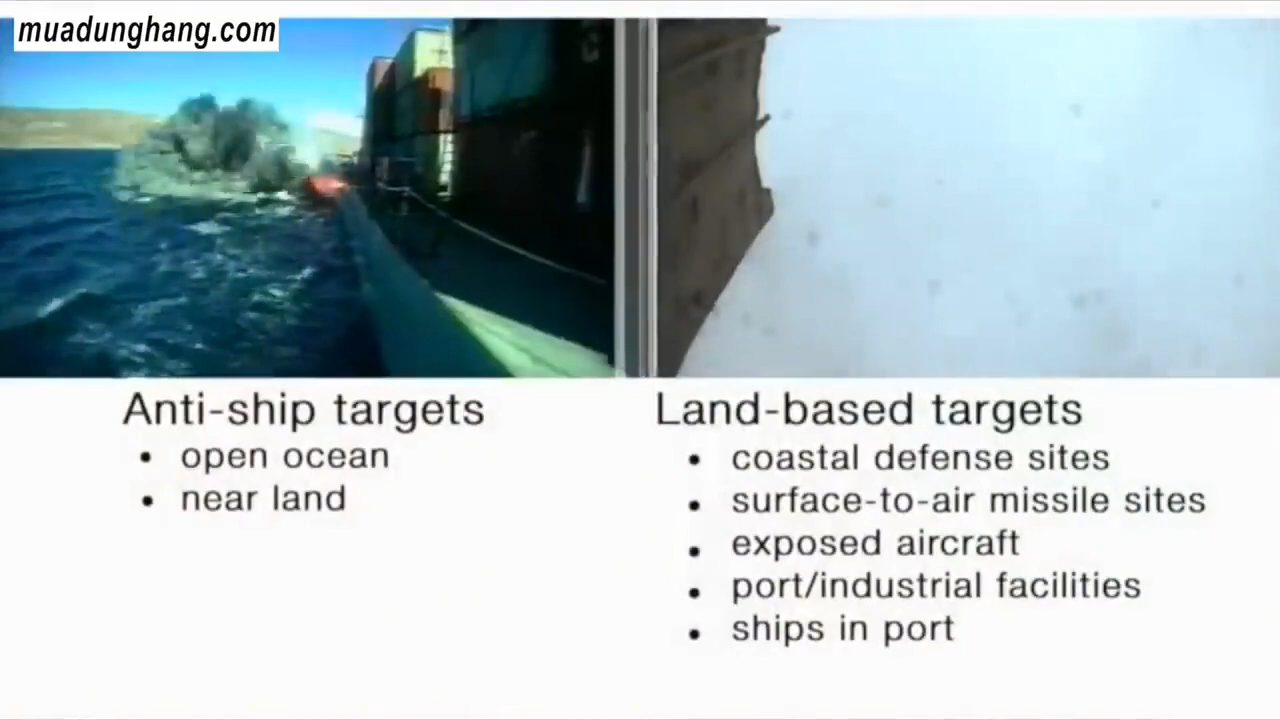 muadunghang.com
Anti-ship targets
• open ocean
• near land
Land-based targets
• coastal defense sites
• surface-to-air missile sites
• exposed aircraft
• port/industrial facilities
• ships in port